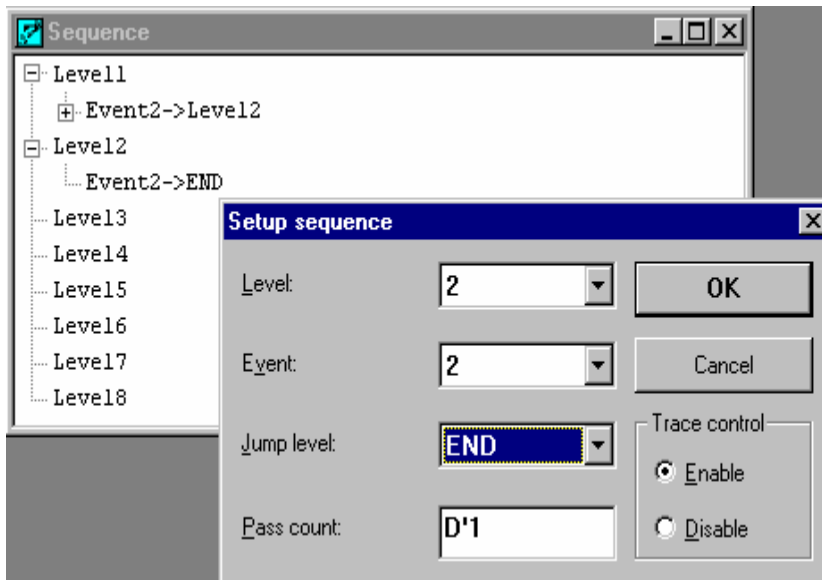 Sequence
Level1
Event2->Level2
Level2
Event2->END
Level3
Level4
Level5
Level6
Level7
Level8
Setup sequence
Level: 2
OK
Event: 2
Cancel
Jump level: END
Trace control
Enable
Disable
Pass count: D'1